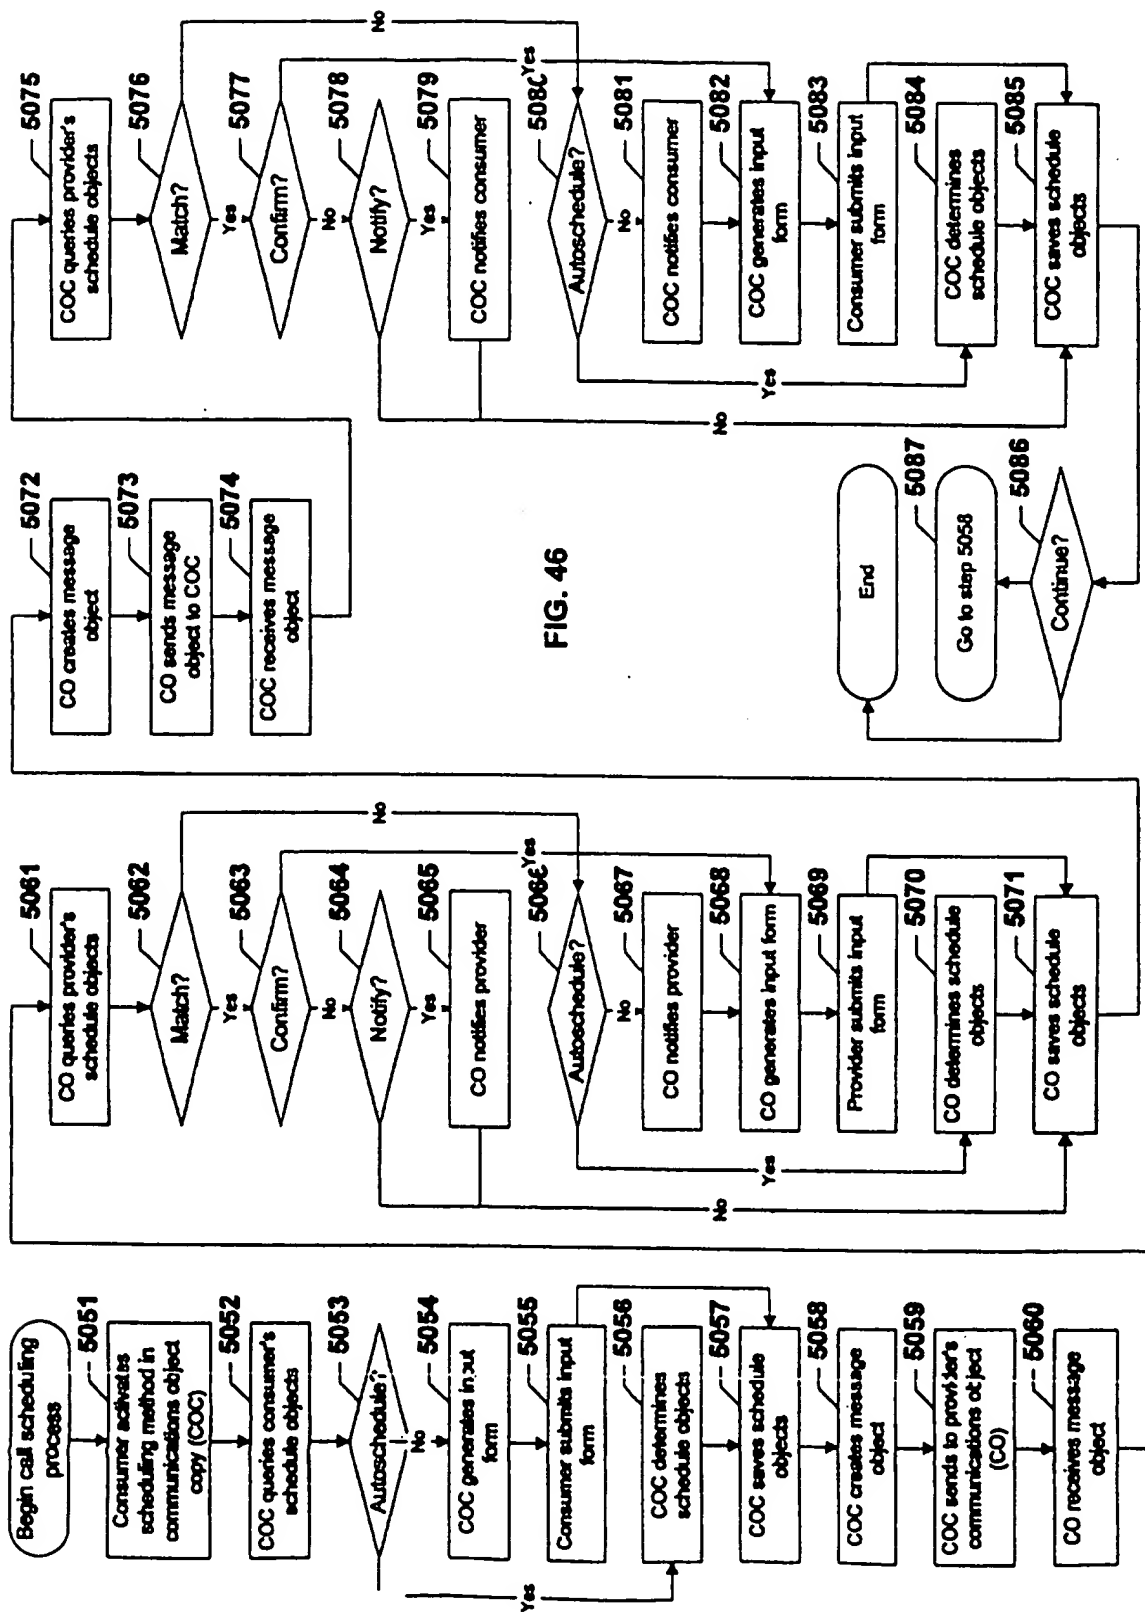 Begin call scheduling
process
5051
Consumer activates
scheduling method in
communications object
copy (COC)
5052
COC queries consumer's
schedule objects
5053
Autoschedule?
No
Yes
5054
COC generates input
form
5055
Consumer submits input
form
5056
COC determines
schedule objects
5057
COC saves schedule
objects
5058
COC creates message
object
5059
COC sends to provider's
communications object
(CO)
5060
CO receives message
object
5061
CO queries provider's
schedule objects
5062
Match?
Yes
No
5063
Confirm?
No
Yes
5064
Notify?
Yes
No
5065
CO notifies provider
5066
Autoschedule?
No
Yes
5067
CO notifies provider
5068
CO generates input form
5069
Provider submits input
form
5070
CO determines schedule
objects
5071
CO saves schedule
objects
5072
CO creates message
object
5073
CO sends message
object to COC
5074
COC receives message
object
FIG. 46
5075
COC queries provider's
schedule objects
5076
Match?
Yes
No
5077
Confirm?
No
Yes
5078
Notify?
Yes
No
5079
COC notifies consumer
5080
Autoschedule?
No
Yes
5081
COC notifies consumer
5082
COC generates input
form
5083
Consumer submits input
form
5084
COC determines
schedule objects
5085
COC saves schedule
objects
5086
Continue?
5087
Go to step 5058
End